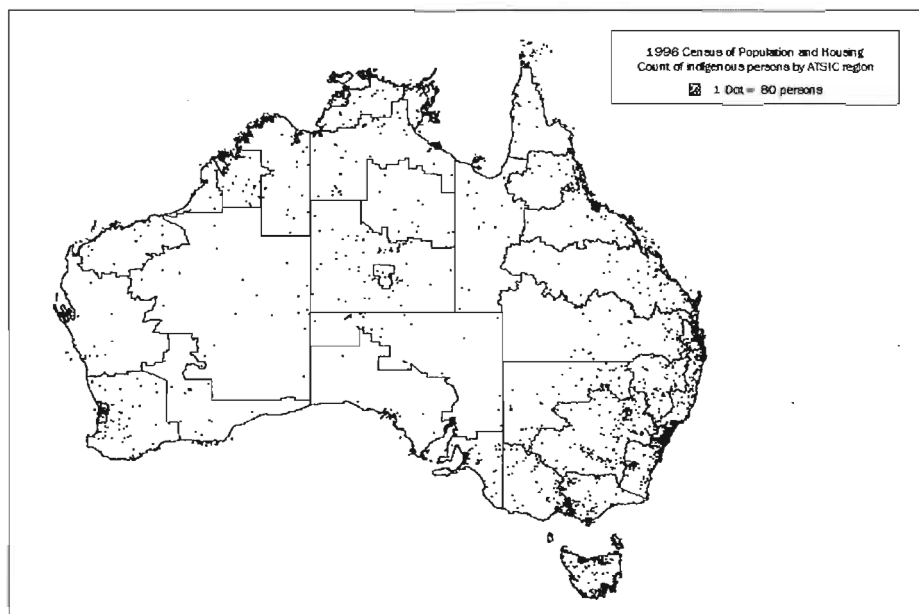 1996 Census of Population and Housing
Count of indigenous persons by ATSIC region
1 Dot = 80 persons